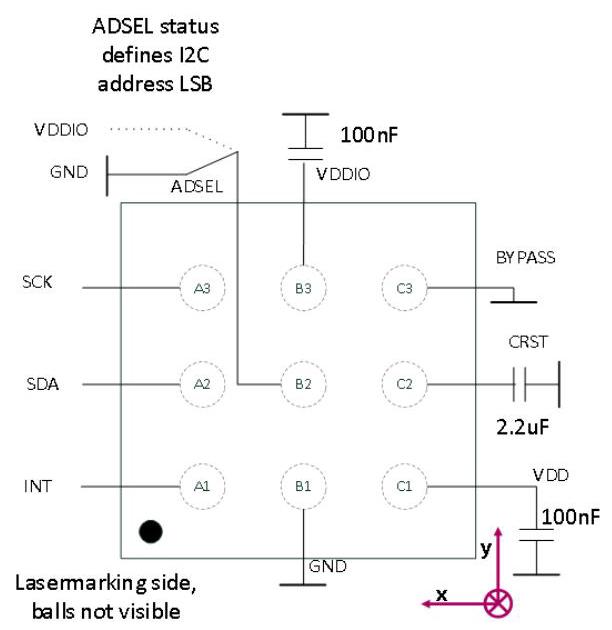 ADSEL status
defines I2C
address LSB
VDDIO
100nF
GND
VDDIO
ADSEL
BYPASS
SCK
A3
B3
C3
CRST
SDA
A2
B2
C2
2.2uF
VDD
INT
A1
B1
C1
100nF
y
GND
Lasermarking side,
balls not visible
x